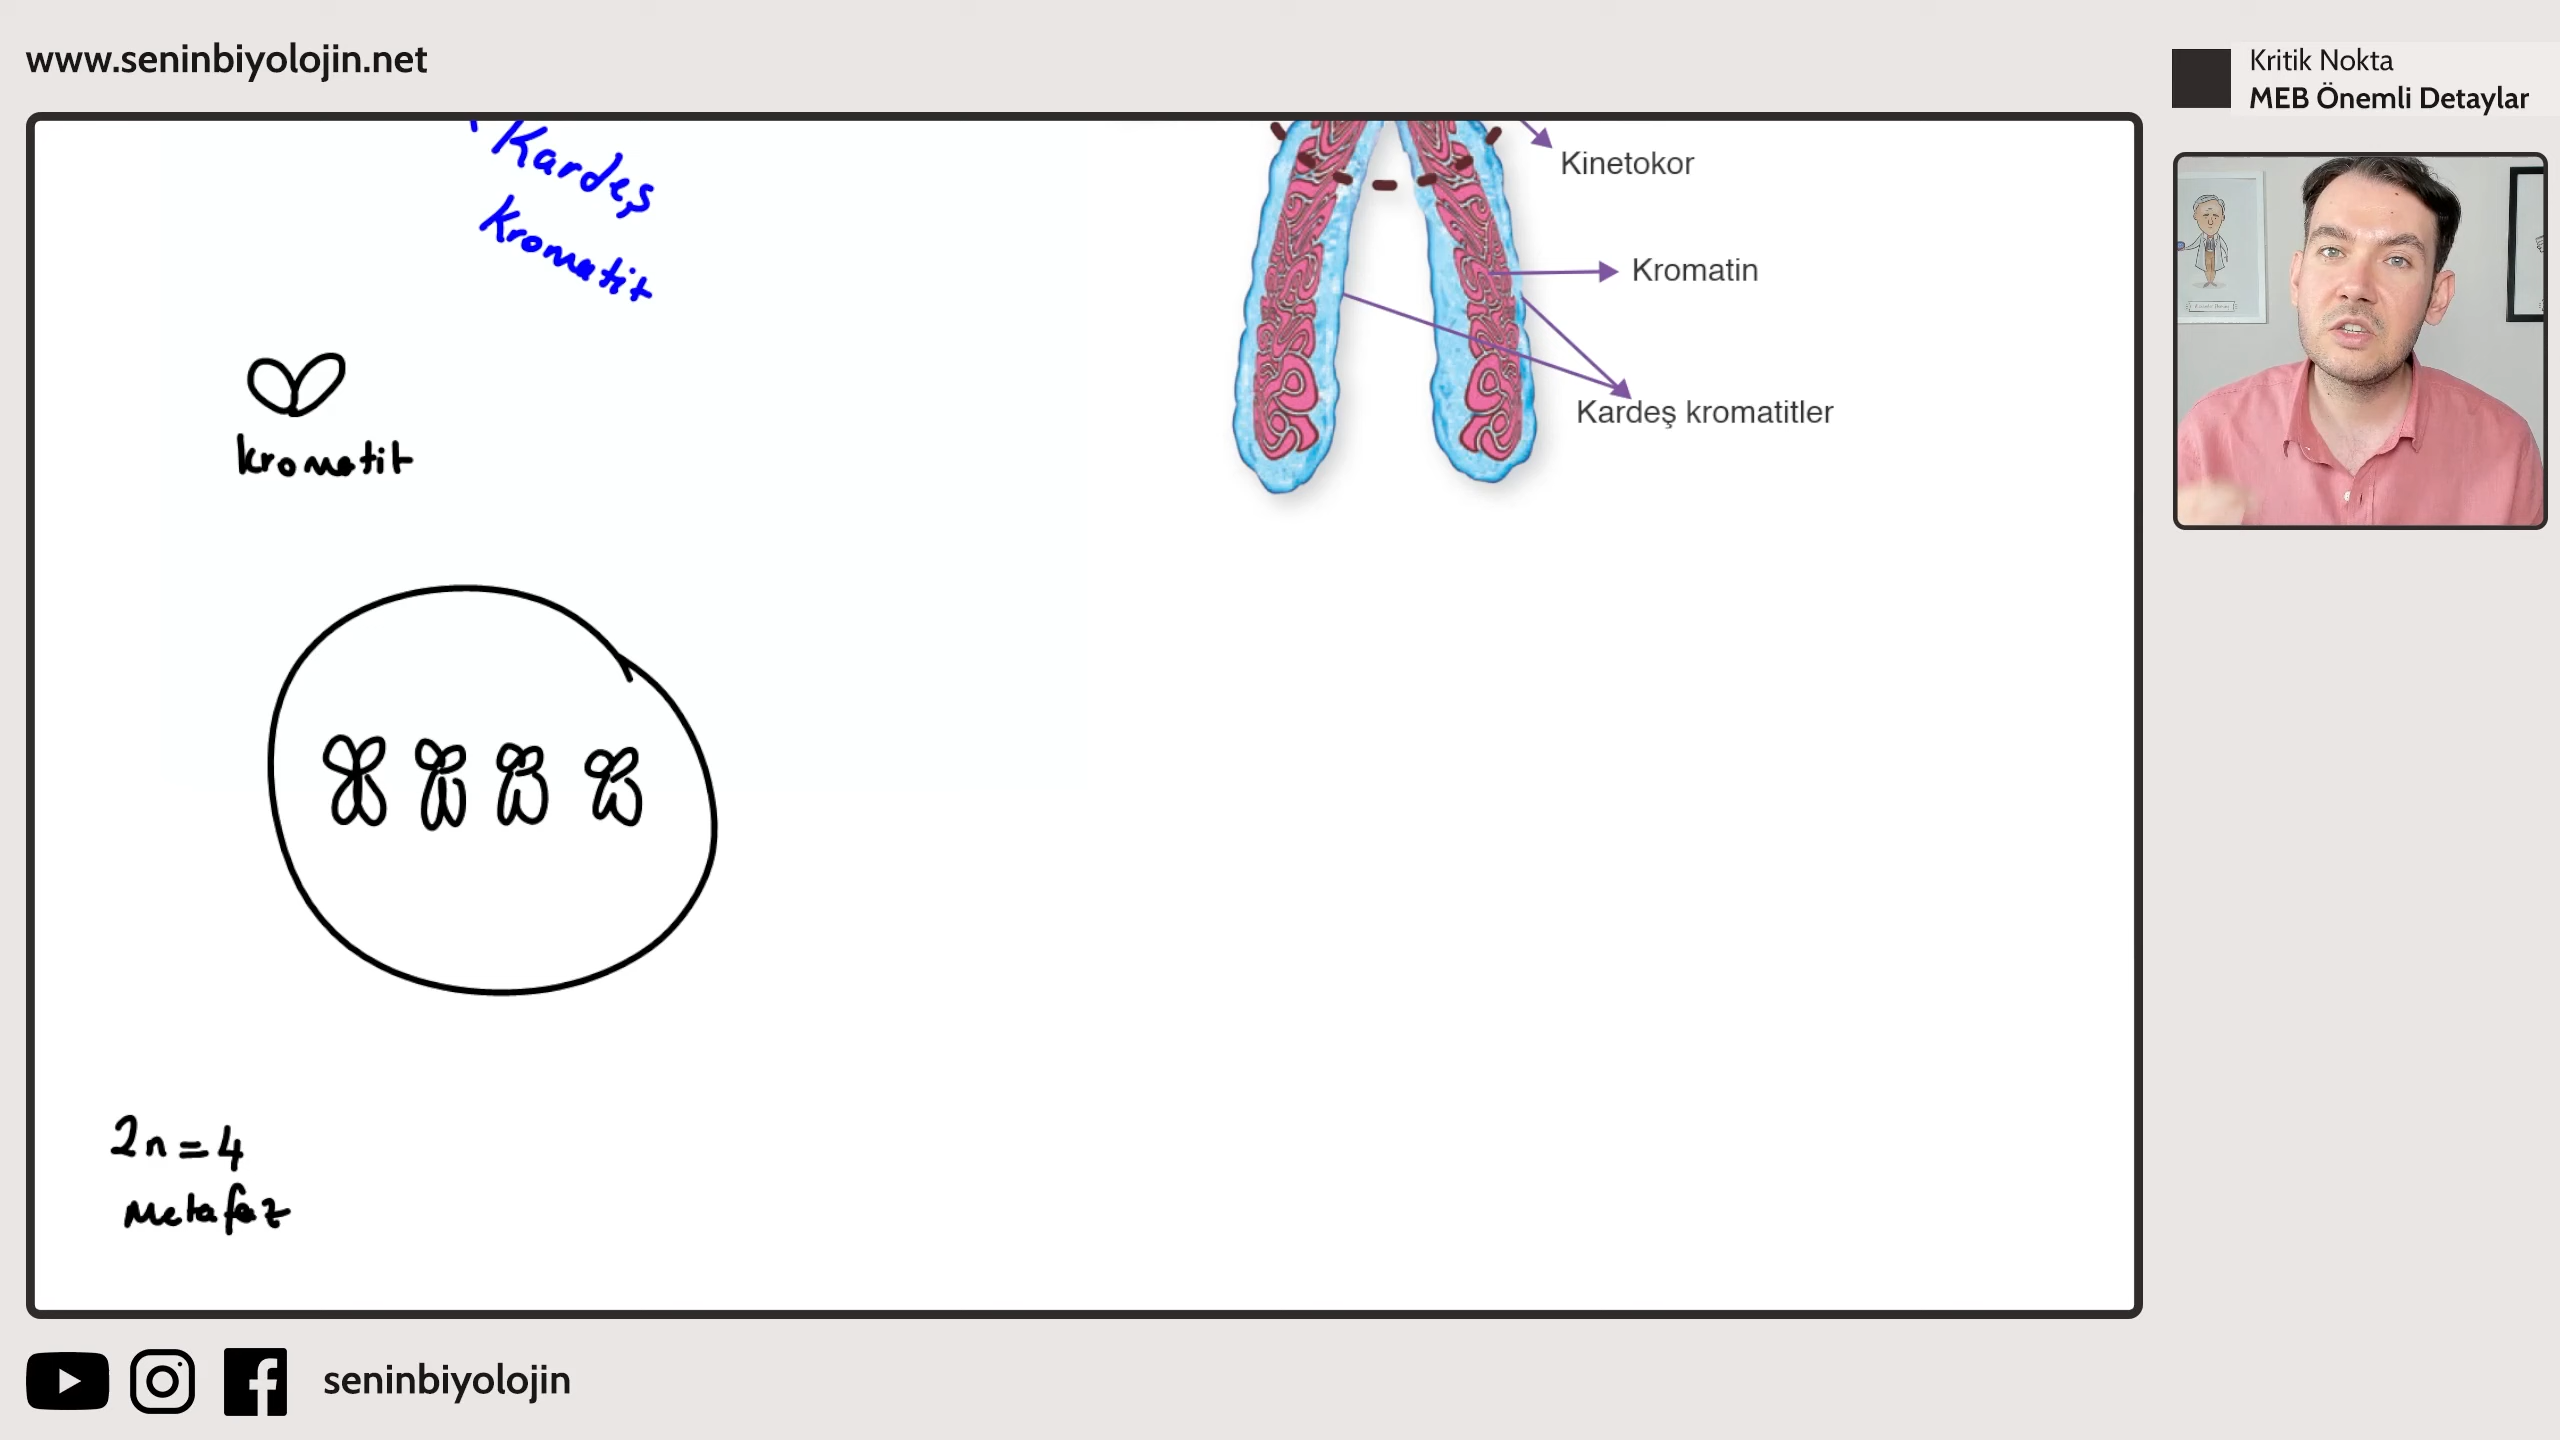 www.seninbiyolojin.net
Kritik Nokta
MEB Önemli Detaylar
Kardeş
Kromatit
Kinetokor
Kromatin
Kardeş kromatitler
kromatit
2n=4
Metafaz
seninbiyolojin